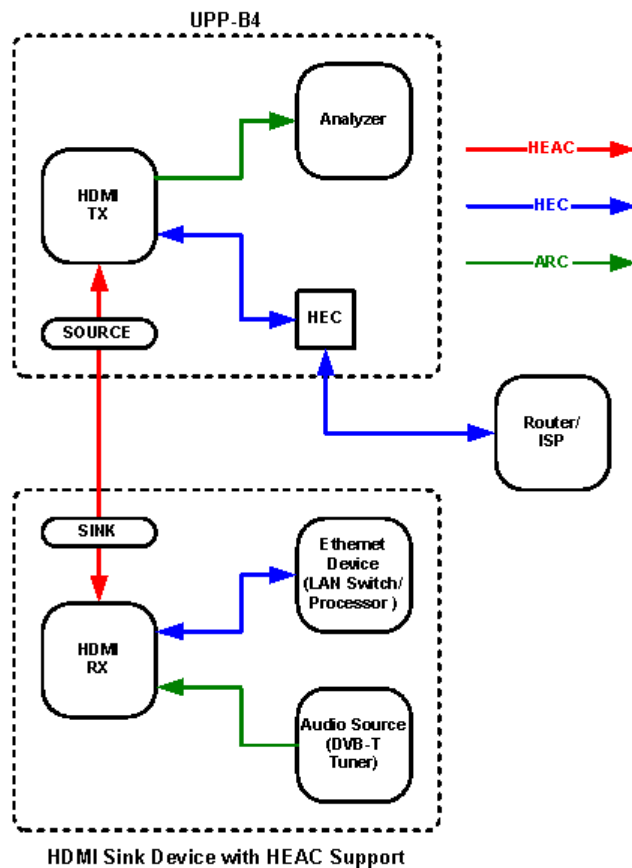 UPP-B4
Analyzer
HDMI
TX
HEAC
HEC
ARC
SOURCE
HEC
Router/
ISP
SINK
Ethernet
Device
(LAN Switch/
Processor )
HDMI
RX
Audio Source
(DVB-T
Tuner)
HDMI Sink Device with HEAC Support